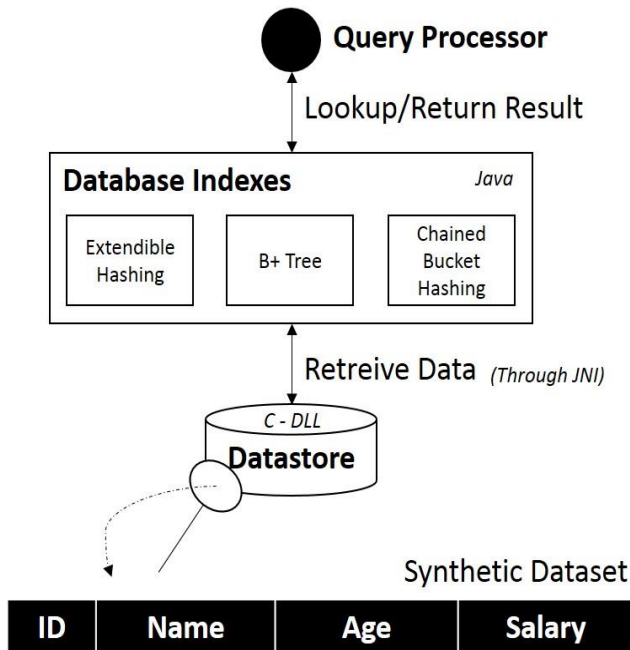 Query Processor
Lookup/Return Result
Database Indexes
Java
Extendible
Hashing
B+ Tree
Chained
Bucket
Hashing
Retreive Data (Through JNI)
C - DLL
Datastore
Synthetic Dataset
ID Name Age Salary